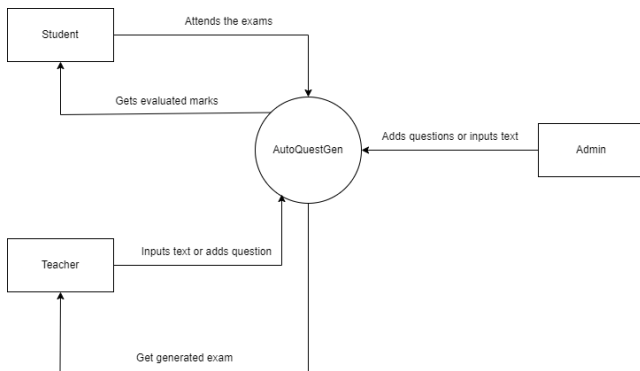 Student
Attends the exams
Gets evaluated marks
AutoQuestGen
Adds questions or inputs text
Admin
Teacher
Inputs text or adds question
Get generated exam